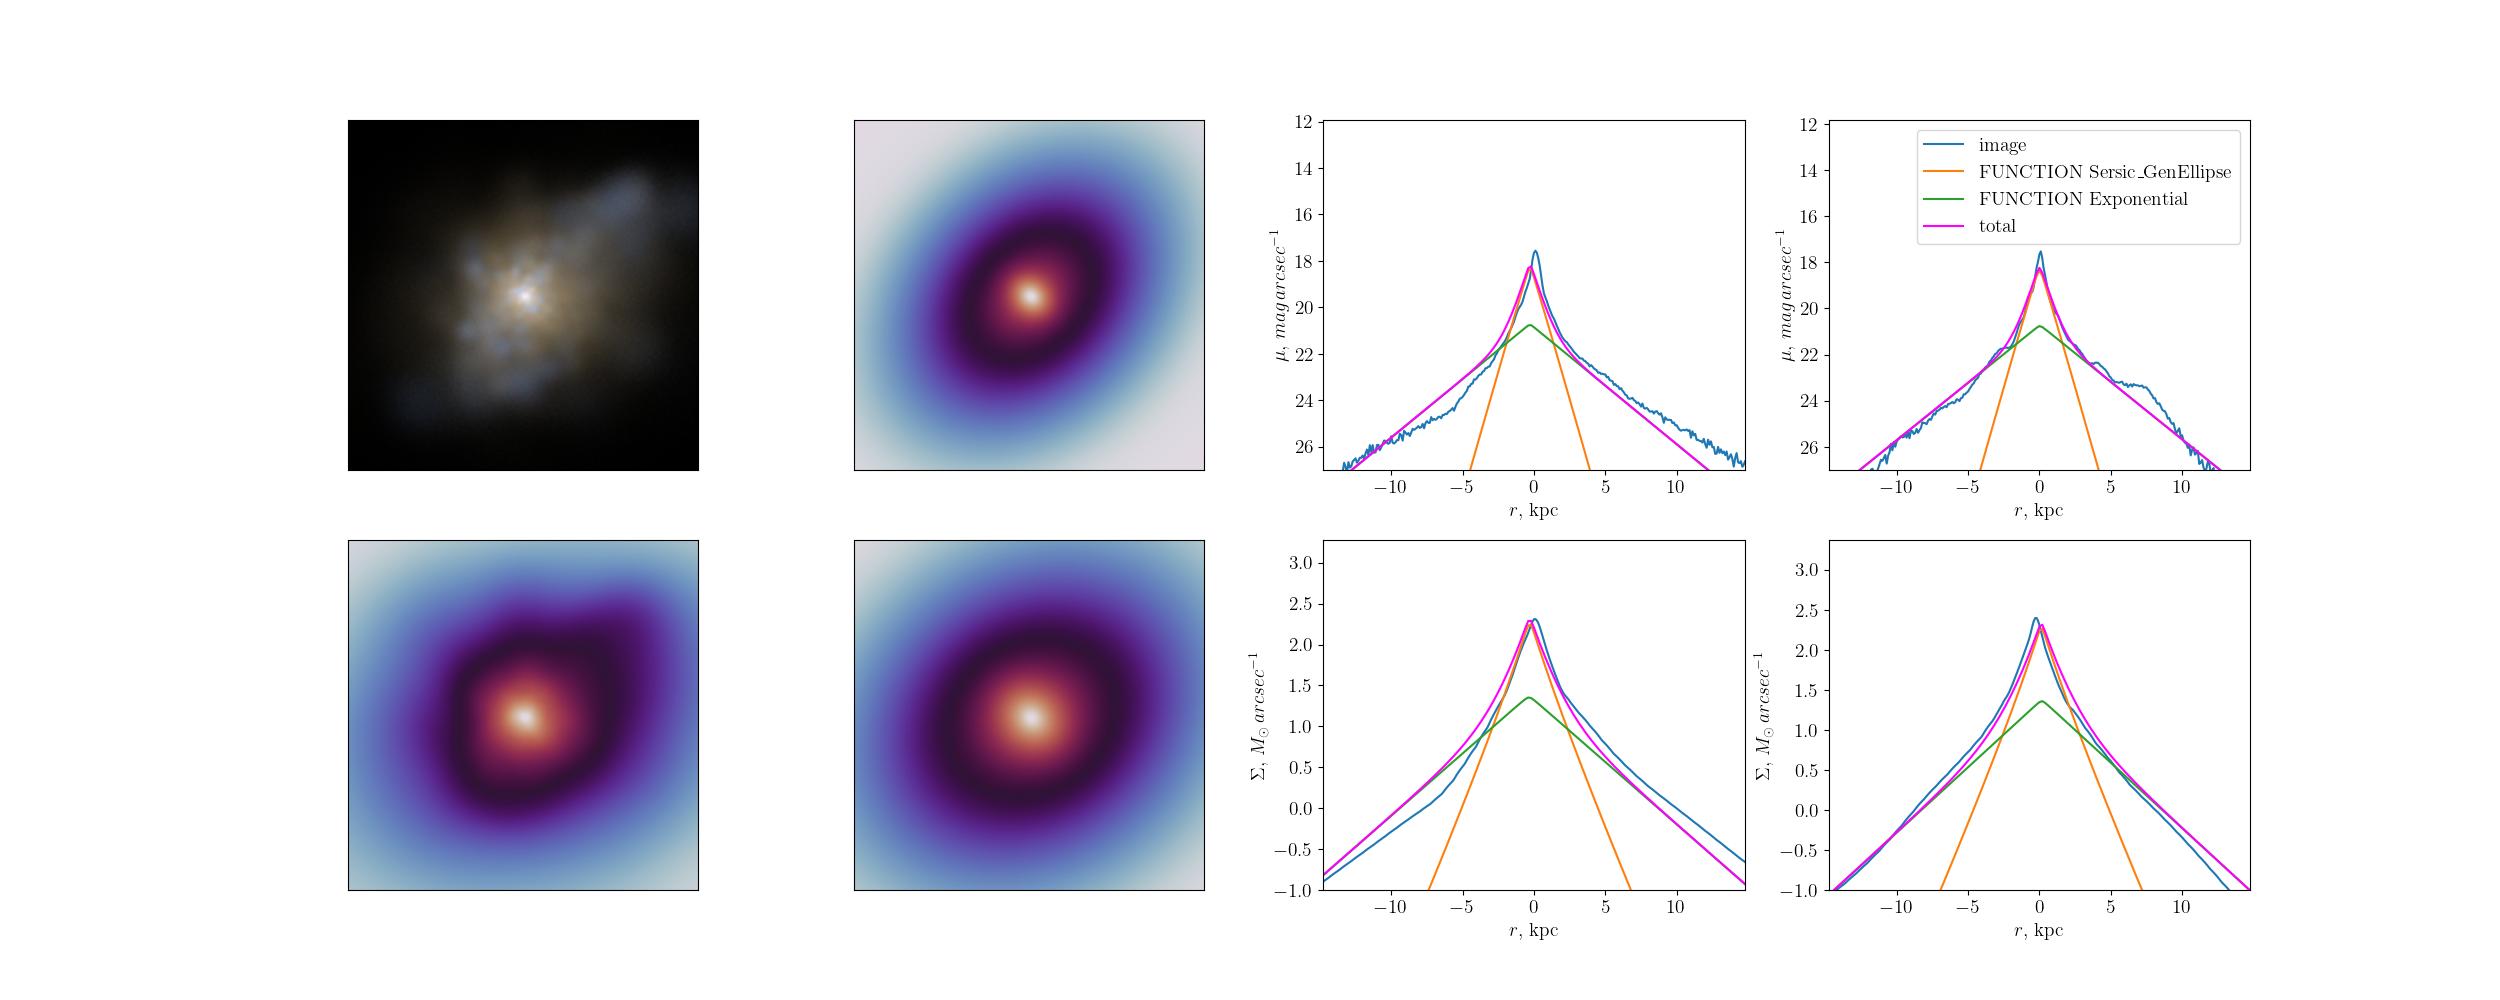 12
14
16
18
20
22
24
26
μ, mag arcsec⁻¹
−10 −5 0 5 10
r, kpc
12
14
16
18
20
22
24
26
μ, mag arcsec⁻¹
image
FUNCTION Sersic_GenEllipse
FUNCTION Exponential
total
−10 −5 0 5 10
r, kpc
3.0
2.5
2.0
1.5
1.0
0.5
0.0
−0.5
−1.0
Σ, M⊙ arcsec⁻¹
−10 −5 0 5 10
r, kpc
3.0
2.5
2.0
1.5
1.0
0.5
0.0
−0.5
−1.0
Σ, M⊙ arcsec⁻¹
−10 −5 0 5 10
r, kpc